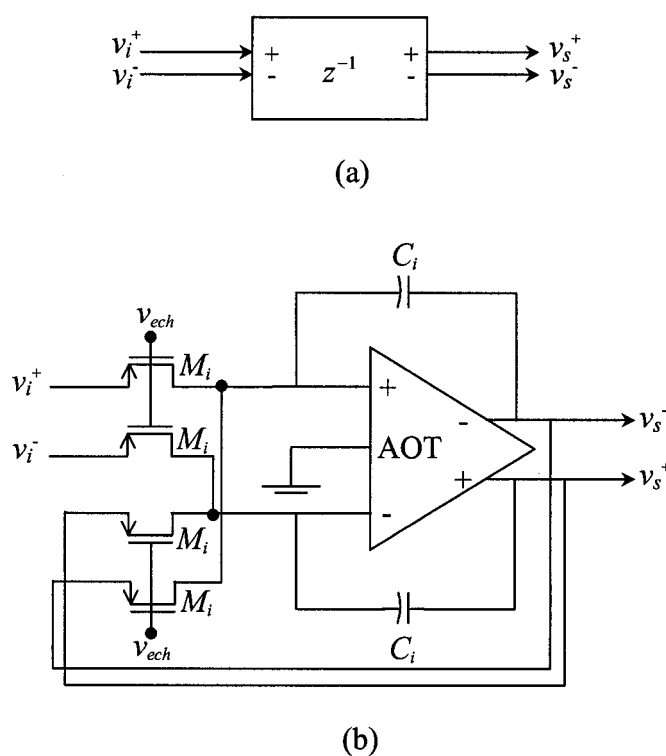 v_i^+ + + v_s^+
v_i^- - z^{-1} - v_s^-
(a)
C_i
v_ech
v_i^+ M_i +
- v_s^-
v_i^- M_i AOT
+ v_s^+
M_i -
M_i
v_ech C_i
(b)